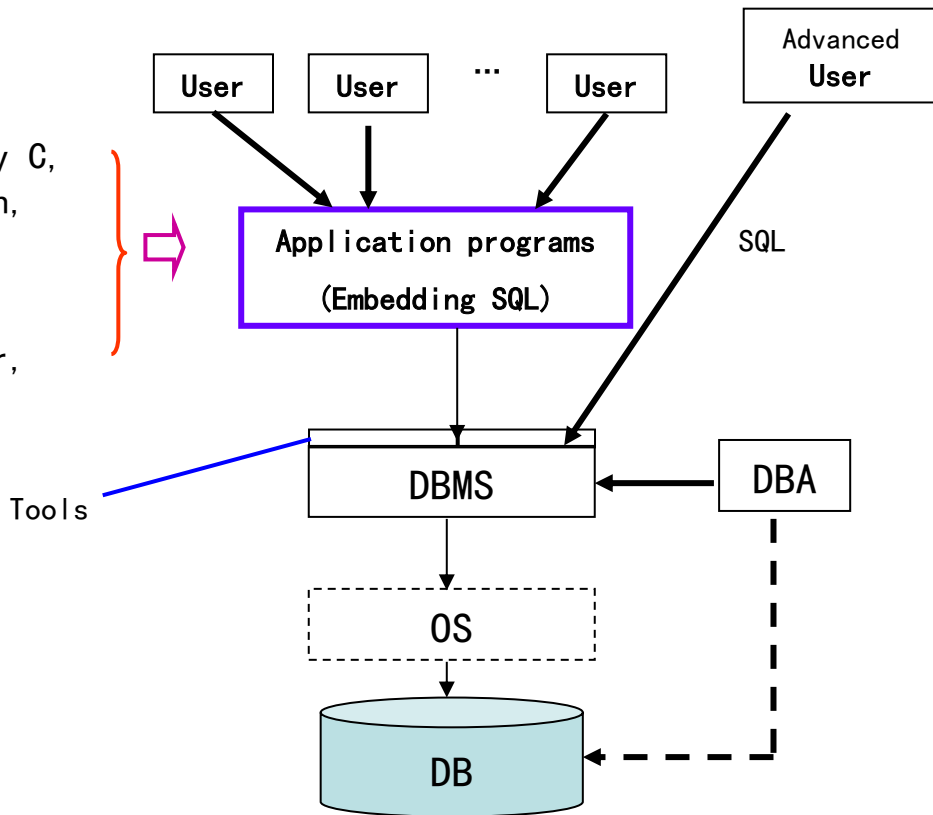 Advanced
User
User User ... User
y C,
n,
Application programs
(Embedding SQL)
SQL
r,
DBMS
DBA
Tools
OS
DB